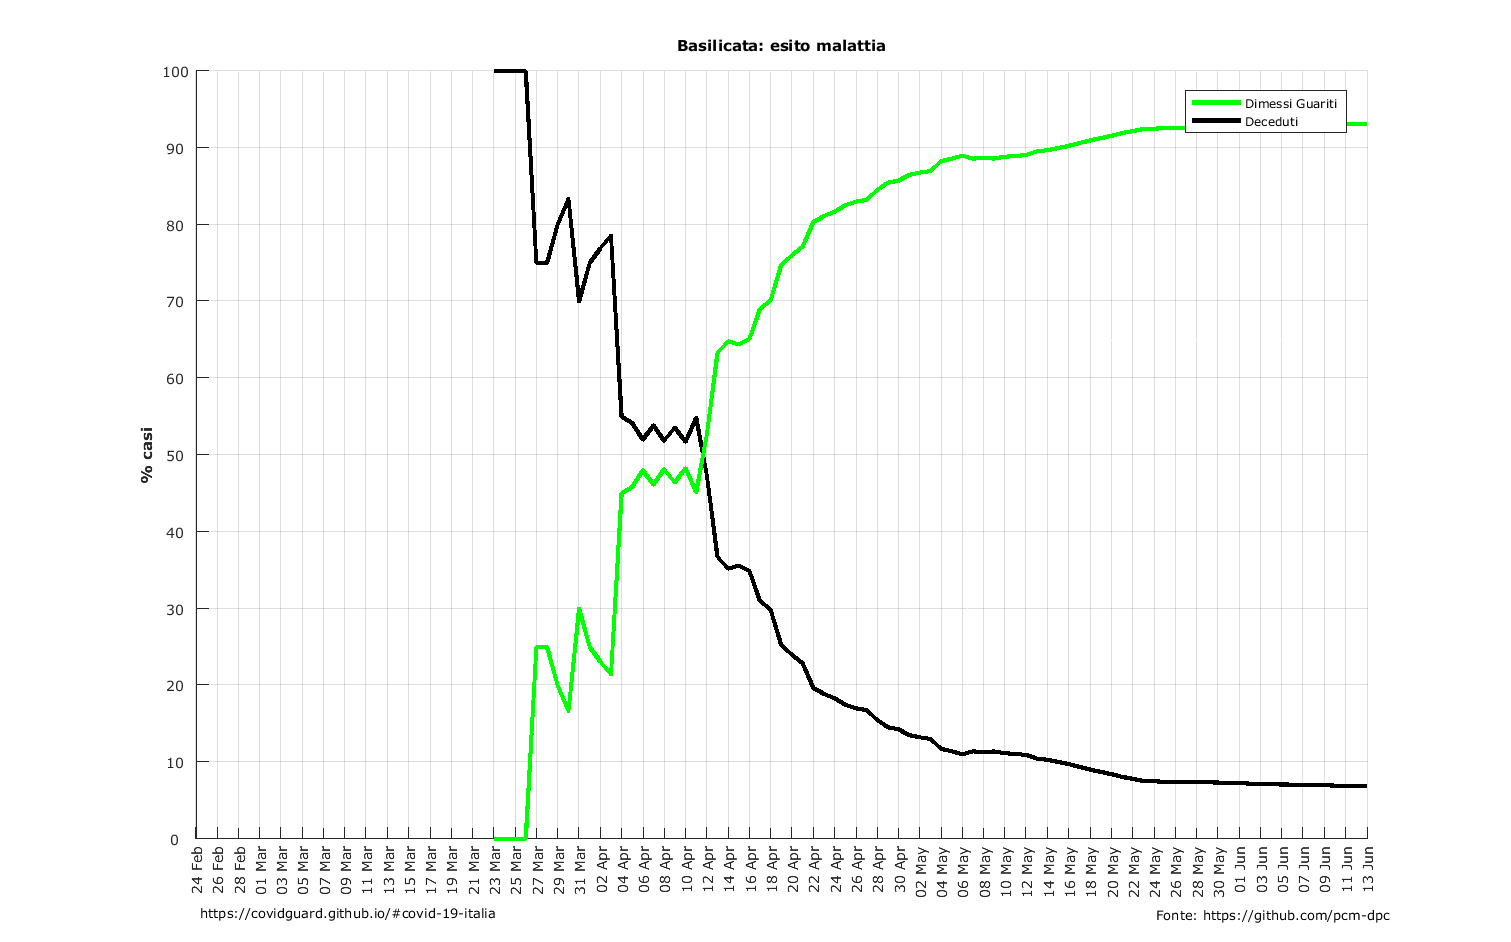 Basilicata: esito malattia
Dimessi Guariti
Deceduti
% casi
100
90
80
70
60
50
40
30
20
10
0
24 Feb
26 Feb
28 Feb
01 Mar
03 Mar
05 Mar
07 Mar
09 Mar
11 Mar
13 Mar
15 Mar
17 Mar
19 Mar
21 Mar
23 Mar
25 Mar
27 Mar
29 Mar
31 Mar
02 Apr
04 Apr
06 Apr
08 Apr
10 Apr
12 Apr
14 Apr
16 Apr
18 Apr
20 Apr
22 Apr
24 Apr
26 Apr
28 Apr
30 Apr
02 May
04 May
06 May
08 May
10 May
12 May
14 May
16 May
18 May
20 May
22 May
24 May
26 May
28 May
30 May
01 Jun
03 Jun
05 Jun
07 Jun
09 Jun
11 Jun
13 Jun
https://covidguard.github.io/#covid-19-italia
Fonte: https://github.com/pcm-dpc